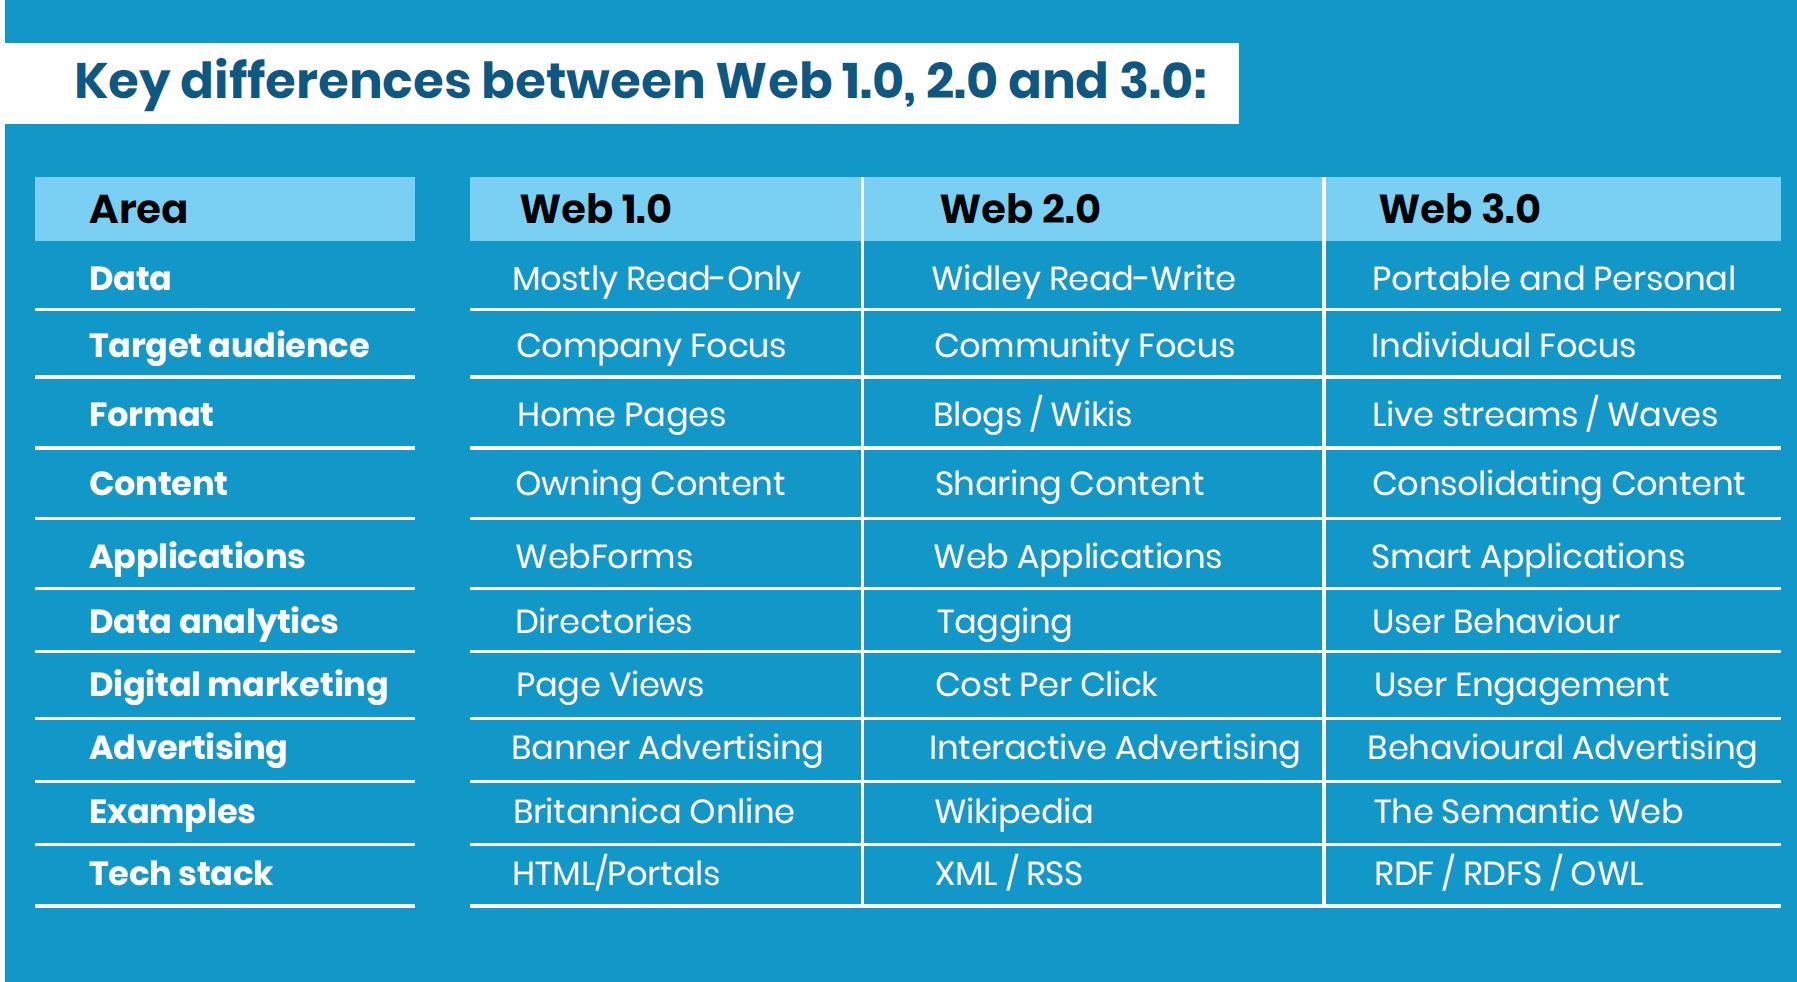 Key differences between Web 1.0, 2.0 and 3.0:
Area Web 1.0 Web 2.0 Web 3.0
Data Mostly Read-Only Widley Read-Write Portable and Personal
Target audience Company Focus Community Focus Individual Focus
Format Home Pages Blogs / Wikis Live streams / Waves
Content Owning Content Sharing Content Consolidating Content
Applications WebForms Web Applications Smart Applications
Data analytics Directories Tagging User Behaviour
Digital marketing Page Views Cost Per Click User Engagement
Advertising Banner Advertising Interactive Advertising Behavioural Advertising
Examples Britannica Online Wikipedia The Semantic Web
Tech stack HTML/Portals XML / RSS RDF / RDFS / OWL